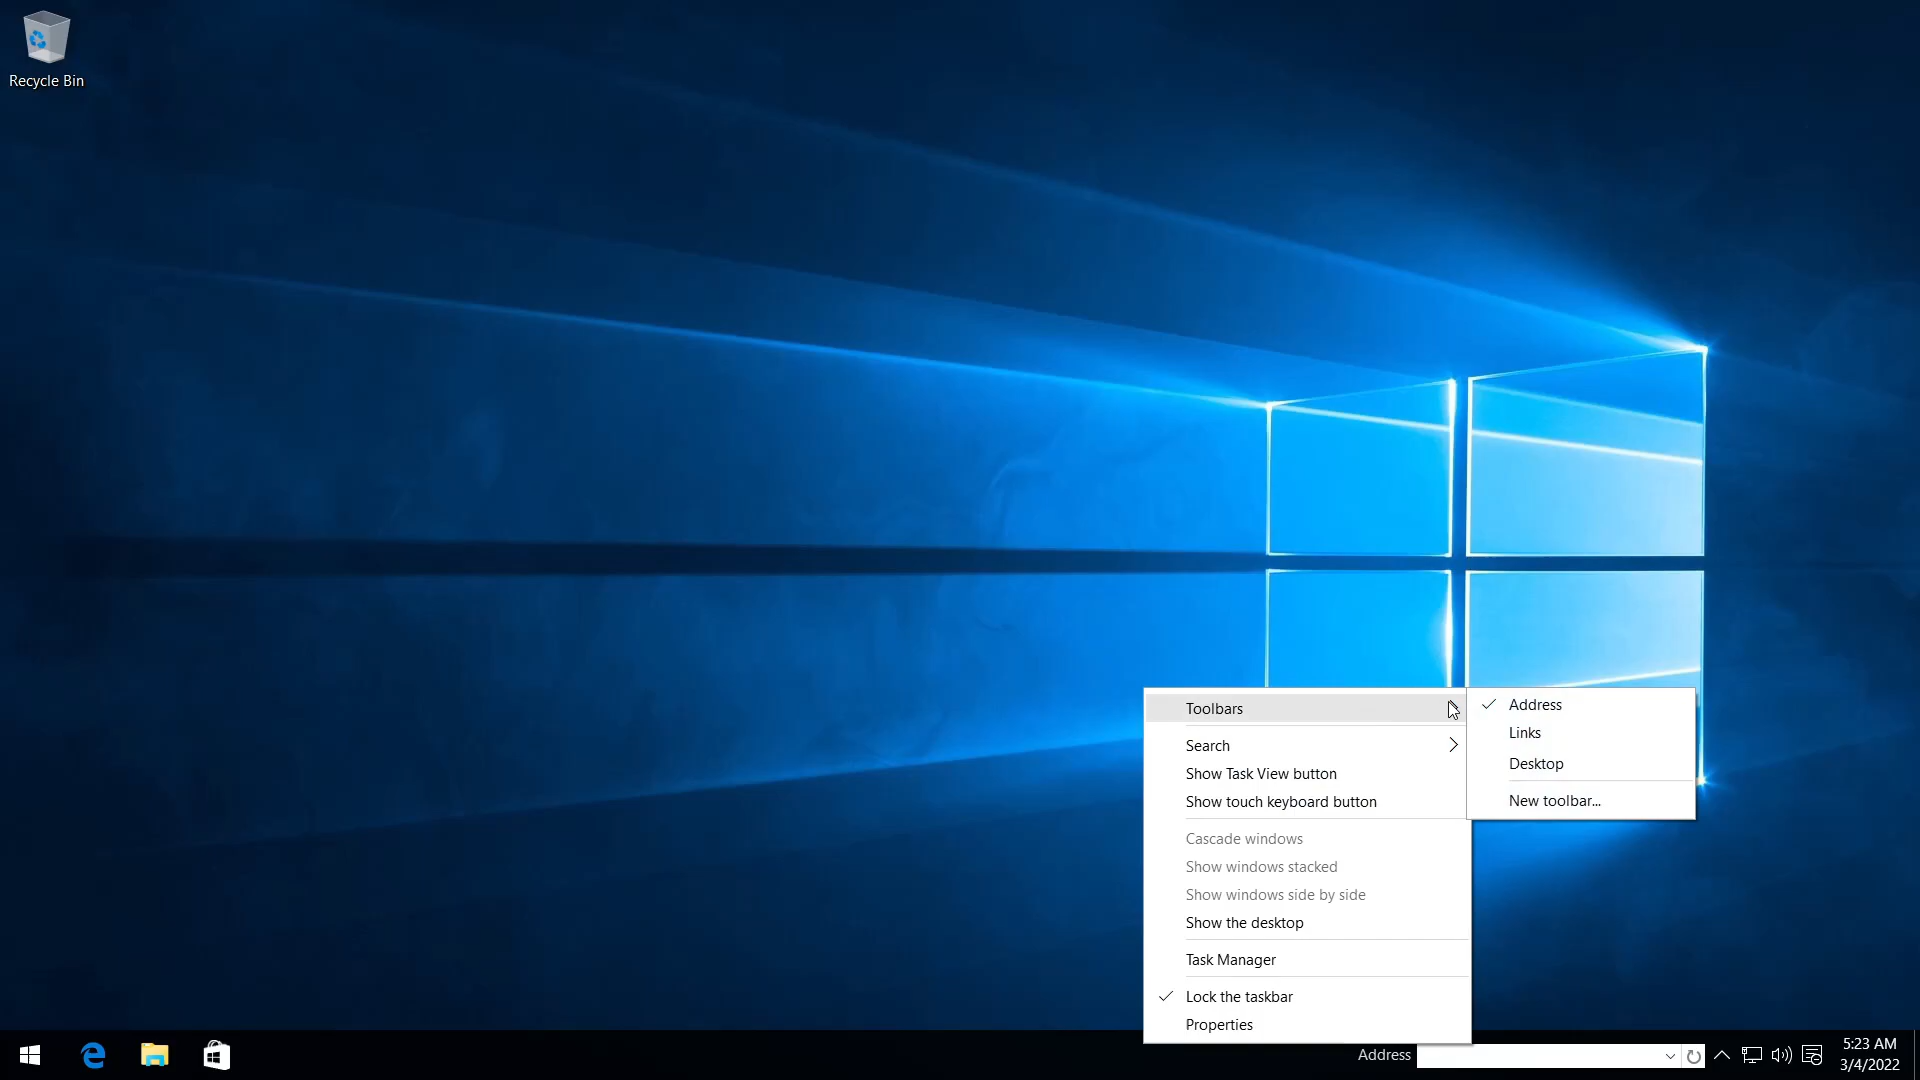 Recycle Bin
Toolbars
Search
Show Task View button
Show touch keyboard button
Cascade windows
Show windows stacked
Show windows side by side
Show the desktop
Task Manager
Lock the taskbar
Properties
Address
Links
Desktop
New toolbar...
Address
5:23 AM
3/4/2022